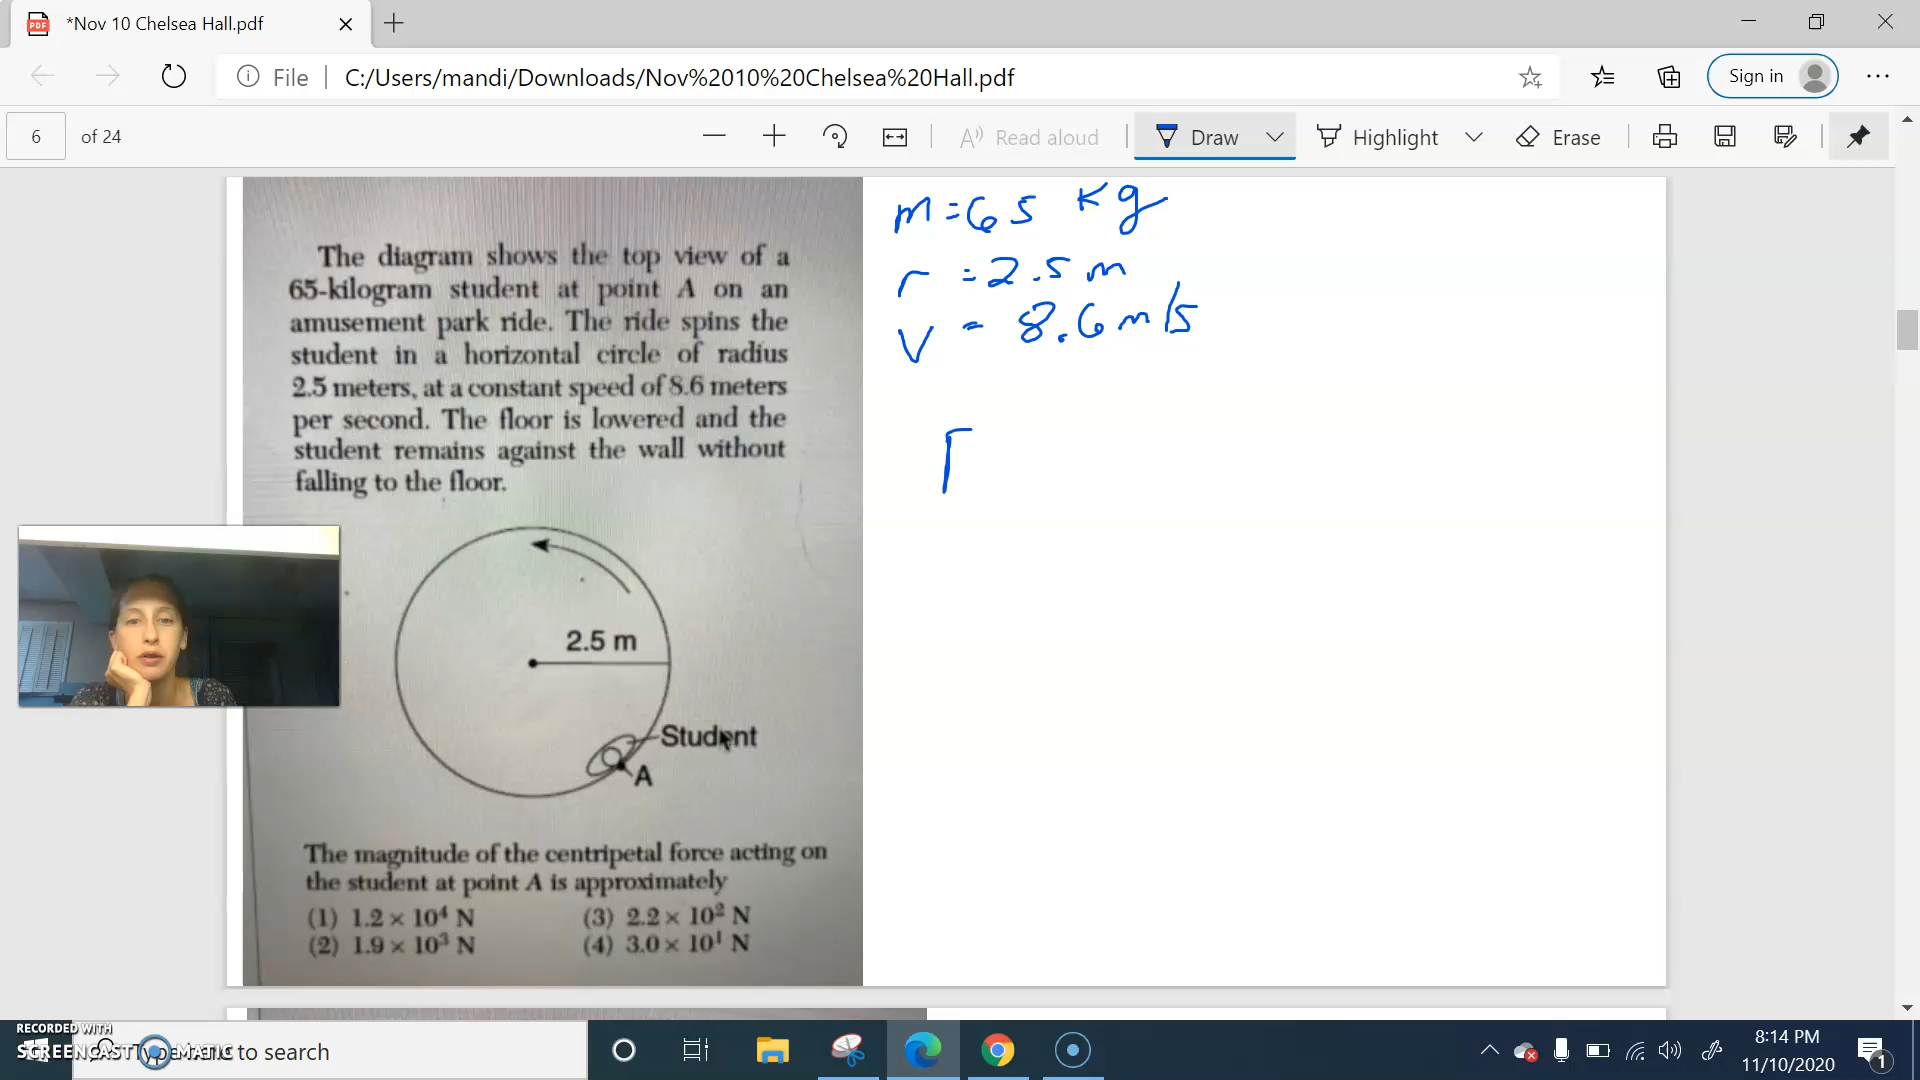 *Nov 10 Chelsea Hall.pdf
File
C:/Users/mandi/Downloads/Nov%2010%20Chelsea%20Hall.pdf
Sign in
6 of 24
Read aloud
Draw
Highlight
Erase
The diagram shows the top view of a
65-kilogram student at point A on an
amusement park ride. The ride spins the
student in a horizontal circle of radius
2.5 meters, at a constant speed of 8.6 meters
per second. The floor is lowered and the
student remains against the wall without
falling to the floor.
2.5 m
Student
A
The magnitude of the centripetal force acting on
the student at point A is approximately
(1) 1.2 × 10⁴ N (3) 2.2 × 10² N
(2) 1.9 × 10³ N (4) 3.0 × 10¹ N
m = 65 kg
r = 2.5 m
v = 8.6 m/s
RECORDED WITH
SCREENCAST MATIC
to search
8:14 PM
11/10/2020
1